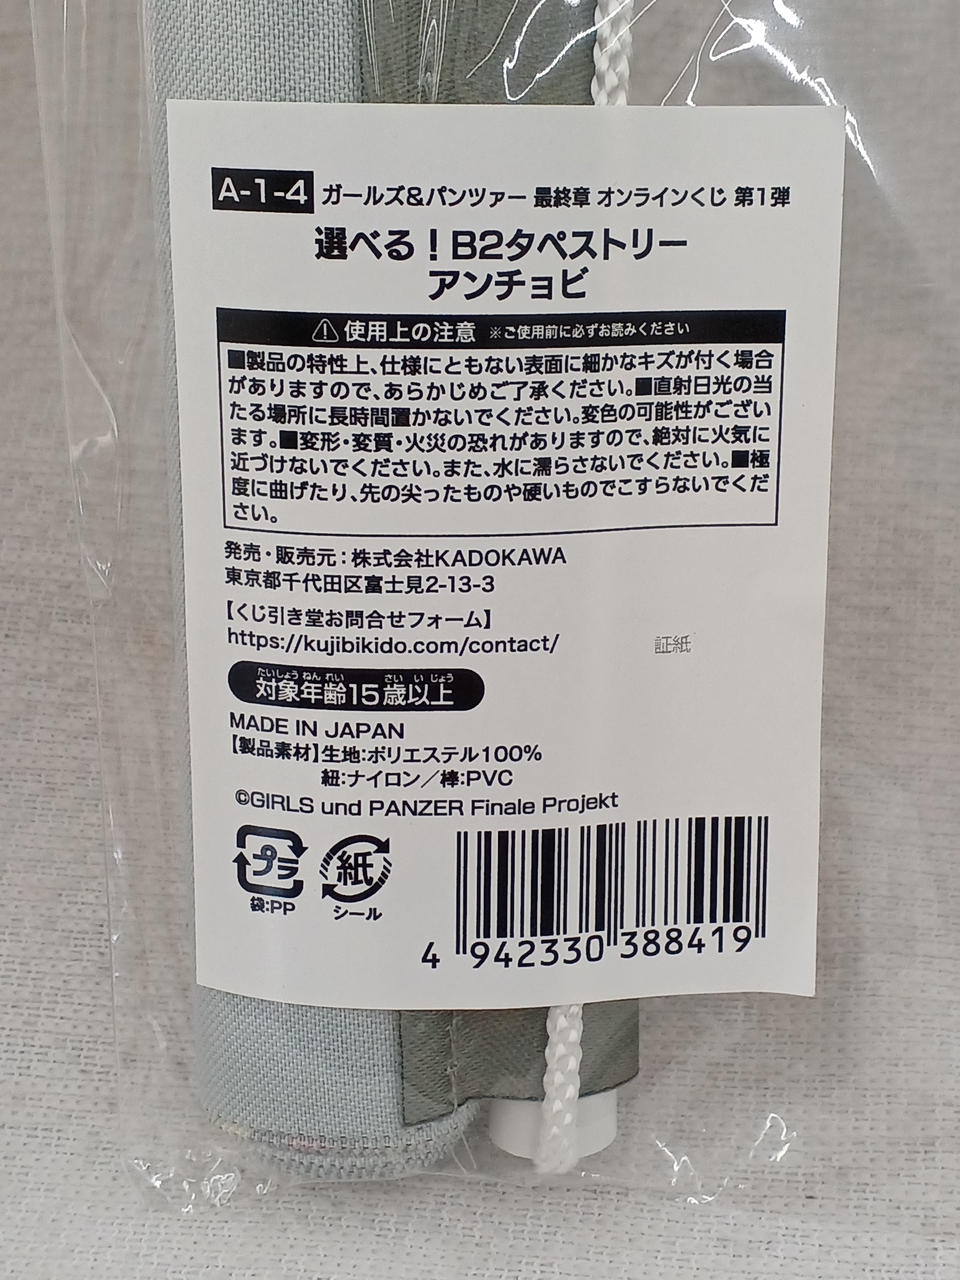 A-1-4 ガールズ&パンツァー 最終章 オンラインくじ 第1弾
選べる！B2タペストリー
アンチョビ
⚠使用上の注意 ※ご使用前に必ずお読みください
■製品の特性上、仕様にともない表面に細かなキズが付く場合
がありますので、あらかじめご了承ください。■直射日光の当
たる場所に長時間置かないでください。変色の可能性がござい
ます。■変形・変質・火災の恐れがありますので、絶対に火気に
近づけないでください。また、水に濡らさないでください。■極
度に曲げたり、先の尖ったものや硬いものでこすらないでくだ
さい。
発売・販売元：株式会社KADOKAWA
東京都千代田区富士見2-13-3
【くじ引き堂お問合せフォーム】
https://kujibikido.com/contact/
証紙
たいしょうねんれい さいいじょう
対象年齢15歳以上
MADE IN JAPAN
【製品素材】生地:ポリエステル100%
紐:ナイロン／棒:PVC
©GIRLS und PANZER Finale Projekt
プラ
袋:PP
紙
シール
4 942330 388419